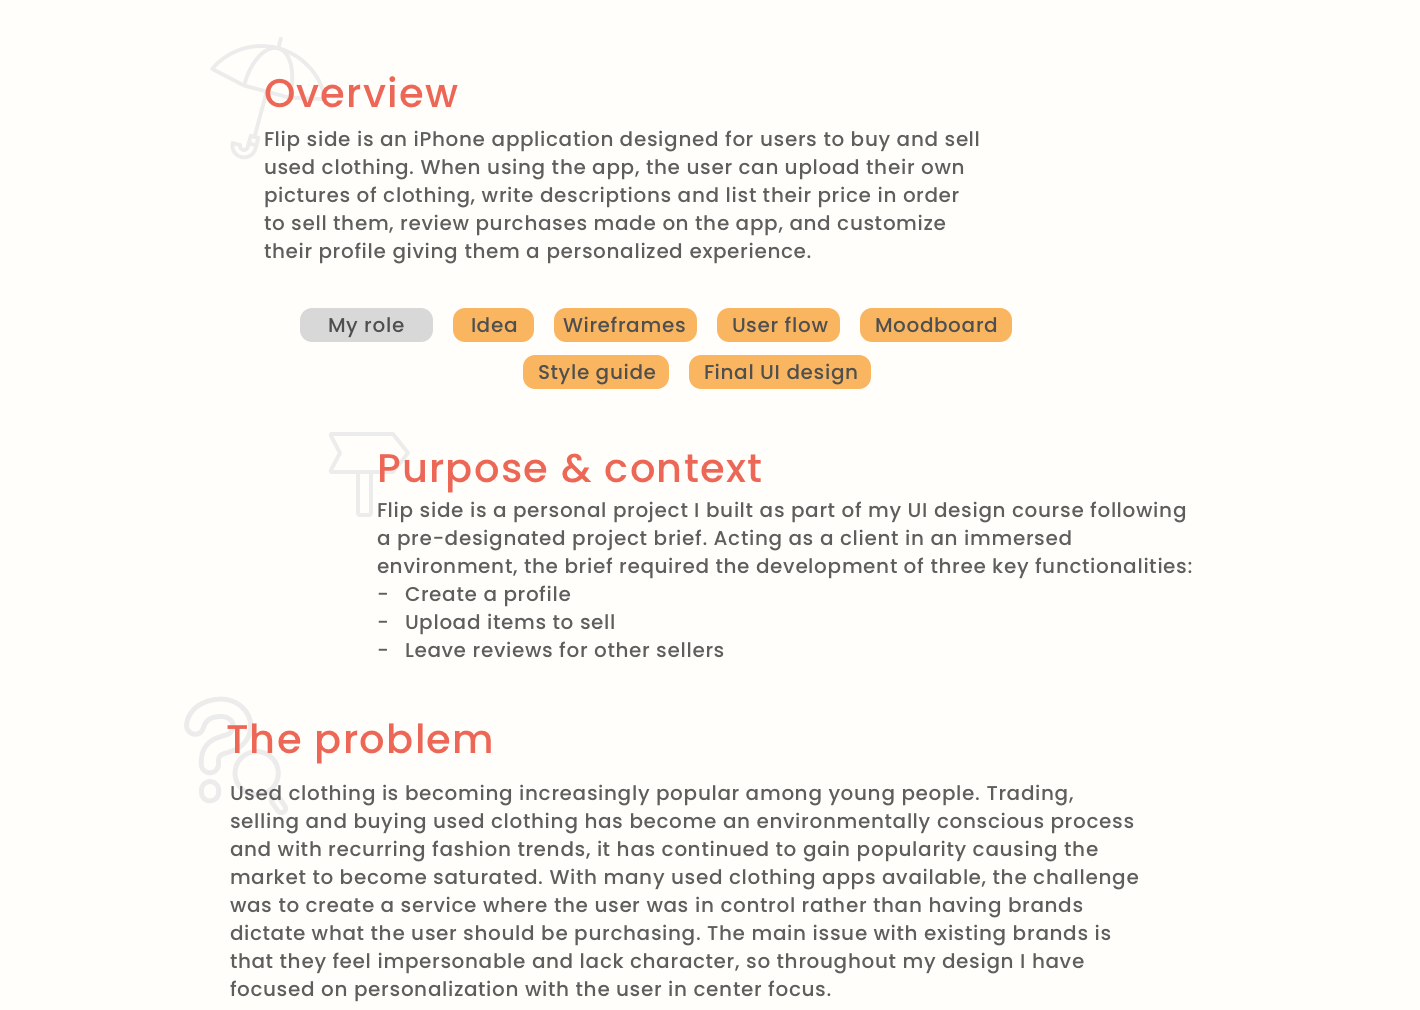 Overview
Flip side is an iPhone application designed for users to buy and sell
used clothing. When using the app, the user can upload their own
pictures of clothing, write descriptions and list their price in order
to sell them, review purchases made on the app, and customize
their profile giving them a personalized experience.
My role Idea Wireframes User flow Moodboard
Style guide Final UI design
Purpose & context
Flip side is a personal project I built as part of my UI design course following
a pre-designated project brief. Acting as a client in an immersed
environment, the brief required the development of three key functionalities:
- Create a profile
- Upload items to sell
- Leave reviews for other sellers
The problem
Used clothing is becoming increasingly popular among young people. Trading,
selling and buying used clothing has become an environmentally conscious process
and with recurring fashion trends, it has continued to gain popularity causing the
market to become saturated. With many used clothing apps available, the challenge
was to create a service where the user was in control rather than having brands
dictate what the user should be purchasing. The main issue with existing brands is
that they feel impersonable and lack character, so throughout my design I have
focused on personalization with the user in center focus.